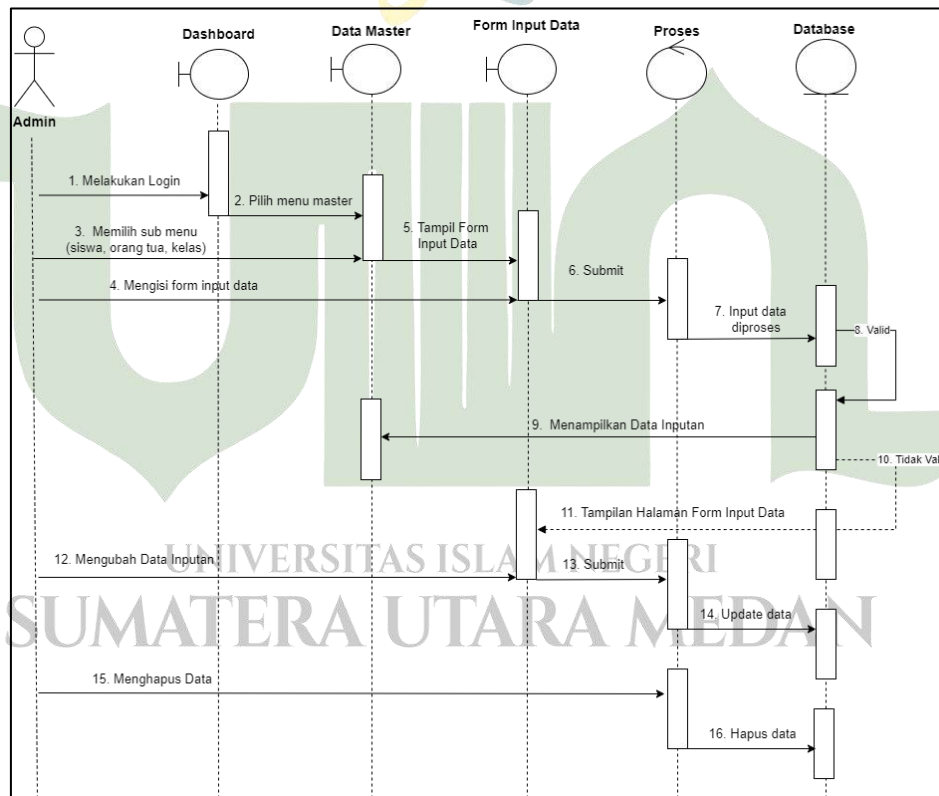 Dashboard
Data Master
Form Input Data
Proses
Database
Admin
1. Melakukan Login
2. Pilih menu master
3. Memilih sub menu
(siswa, orang tua, kelas)
5. Tampil Form
Input Data
4. Mengisi form input data
6. Submit
7. Input data
diproses
8. Valid
9. Menampilkan Data Inputan
10. Tidak Val
11. Tampilan Halaman Form Input Data
12. Mengubah Data Inputan
13. Submit
UNIVERSITAS ISLAM NEGERI
SUMATERA UTARA MEDAN
14. Update data
15. Menghapus Data
16. Hapus data